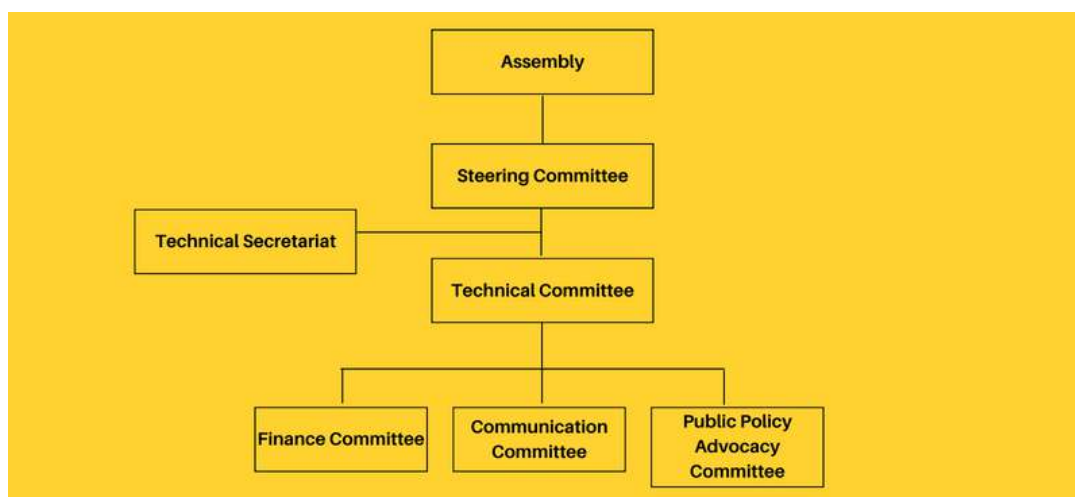 Assembly
Steering Committee
Technical Secretariat
Technical Committee
Finance Committee
Communication
Committee
Public Policy
Advocacy
Committee